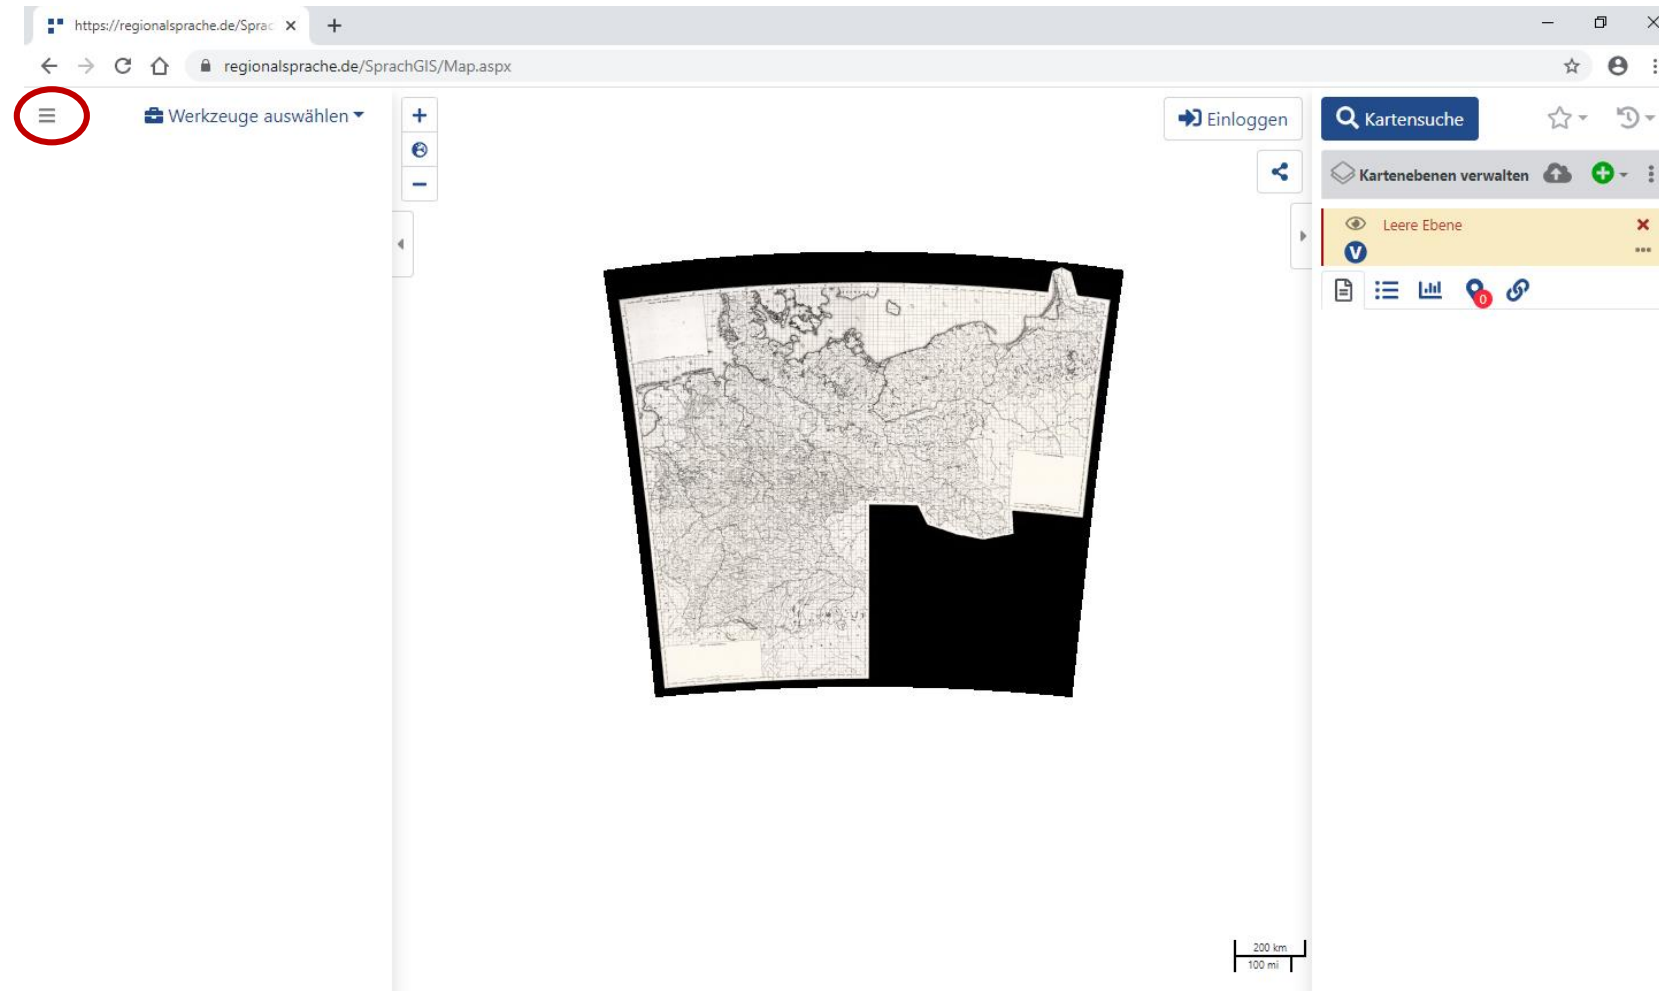 https://regionalsprache.de/Sprac
regionalsprache.de/SprachGIS/Map.aspx
Werkzeuge auswählen
Einloggen
Kartensuche
Kartenebenen verwalten
Leere Ebene
V
0
200 km
100 mi